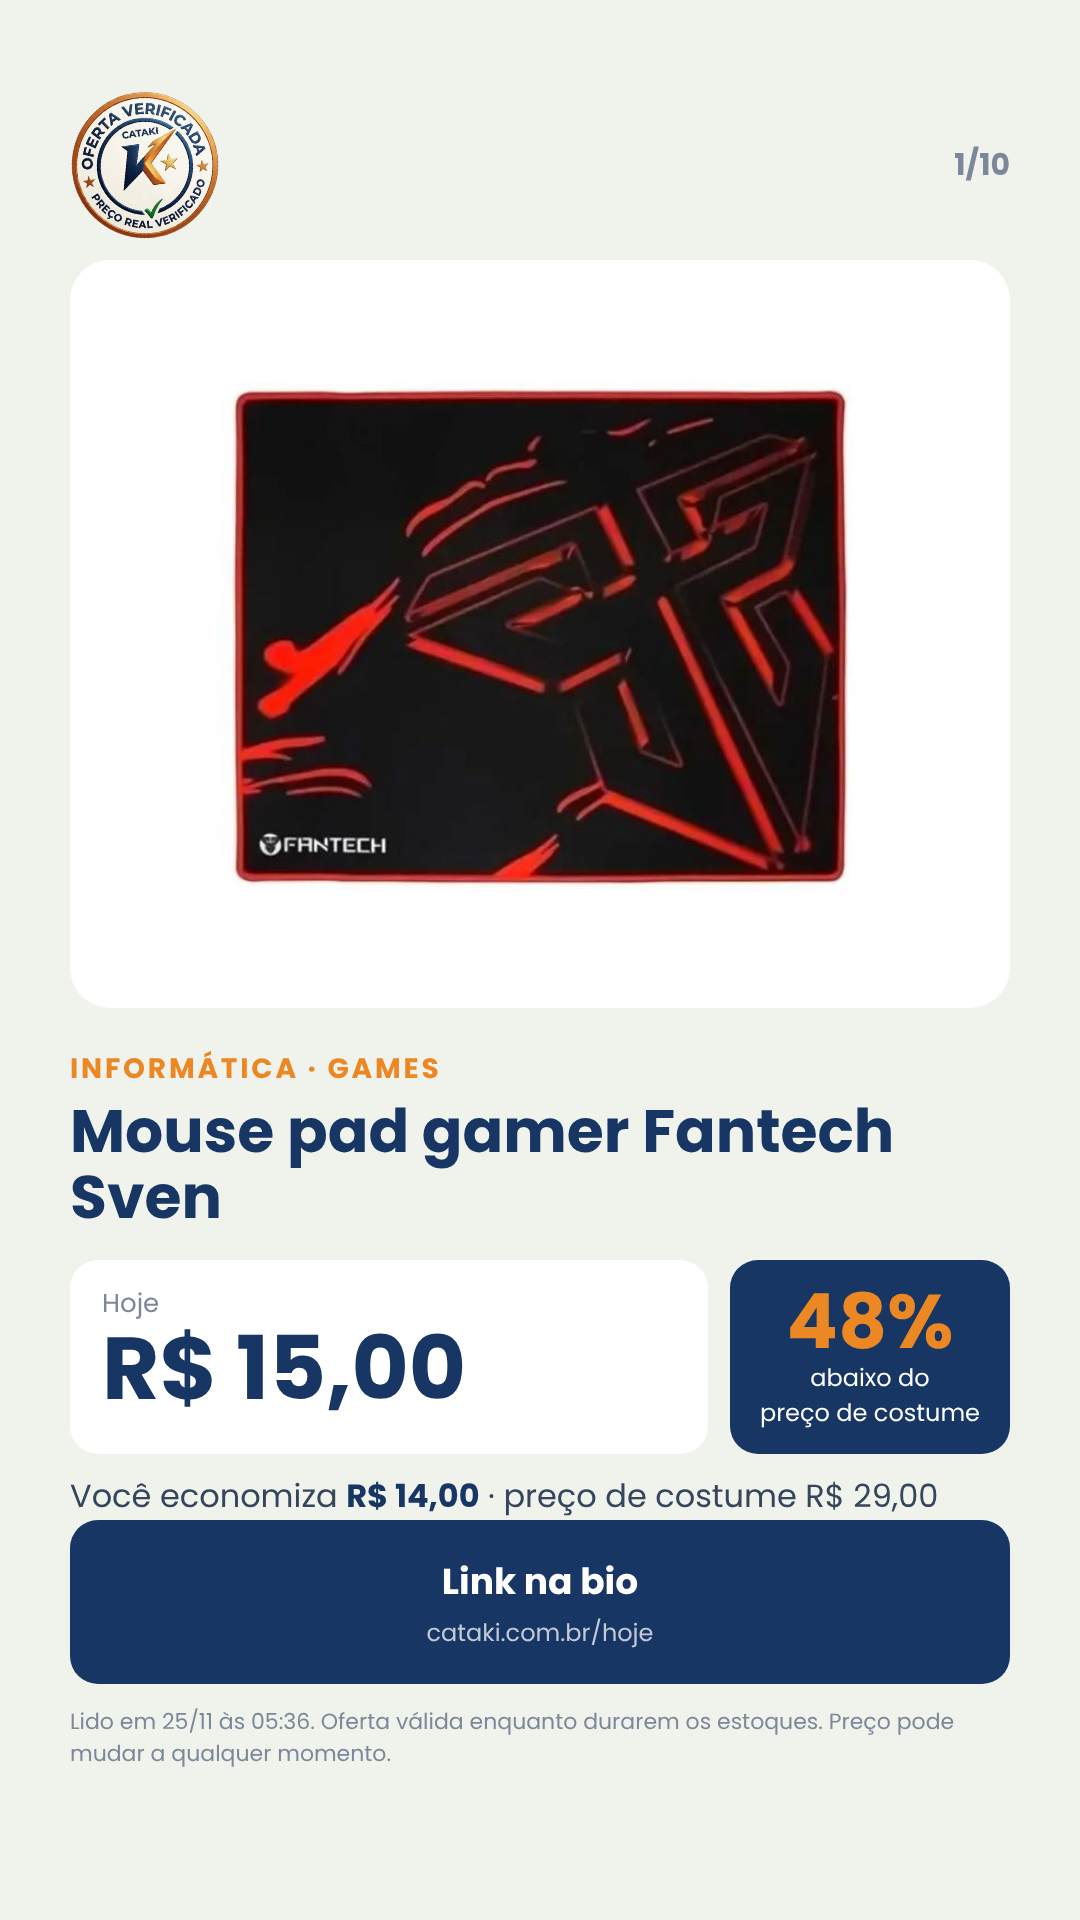 OFERTA VERIFICADA
CATAKI
K
PREÇO REAL VERIFICADO
1/10
FANTECH
INFORMÁTICA · GAMES
Mouse pad gamer Fantech
Sven
Hoje
R$ 15,00
48%
abaixo do
preço de costume
Você economiza R$ 14,00 · preço de costume R$ 29,00
Link na bio
cataki.com.br/hoje
Lido em 25/11 às 05:36. Oferta válida enquanto durarem os estoques. Preço pode
mudar a qualquer momento.